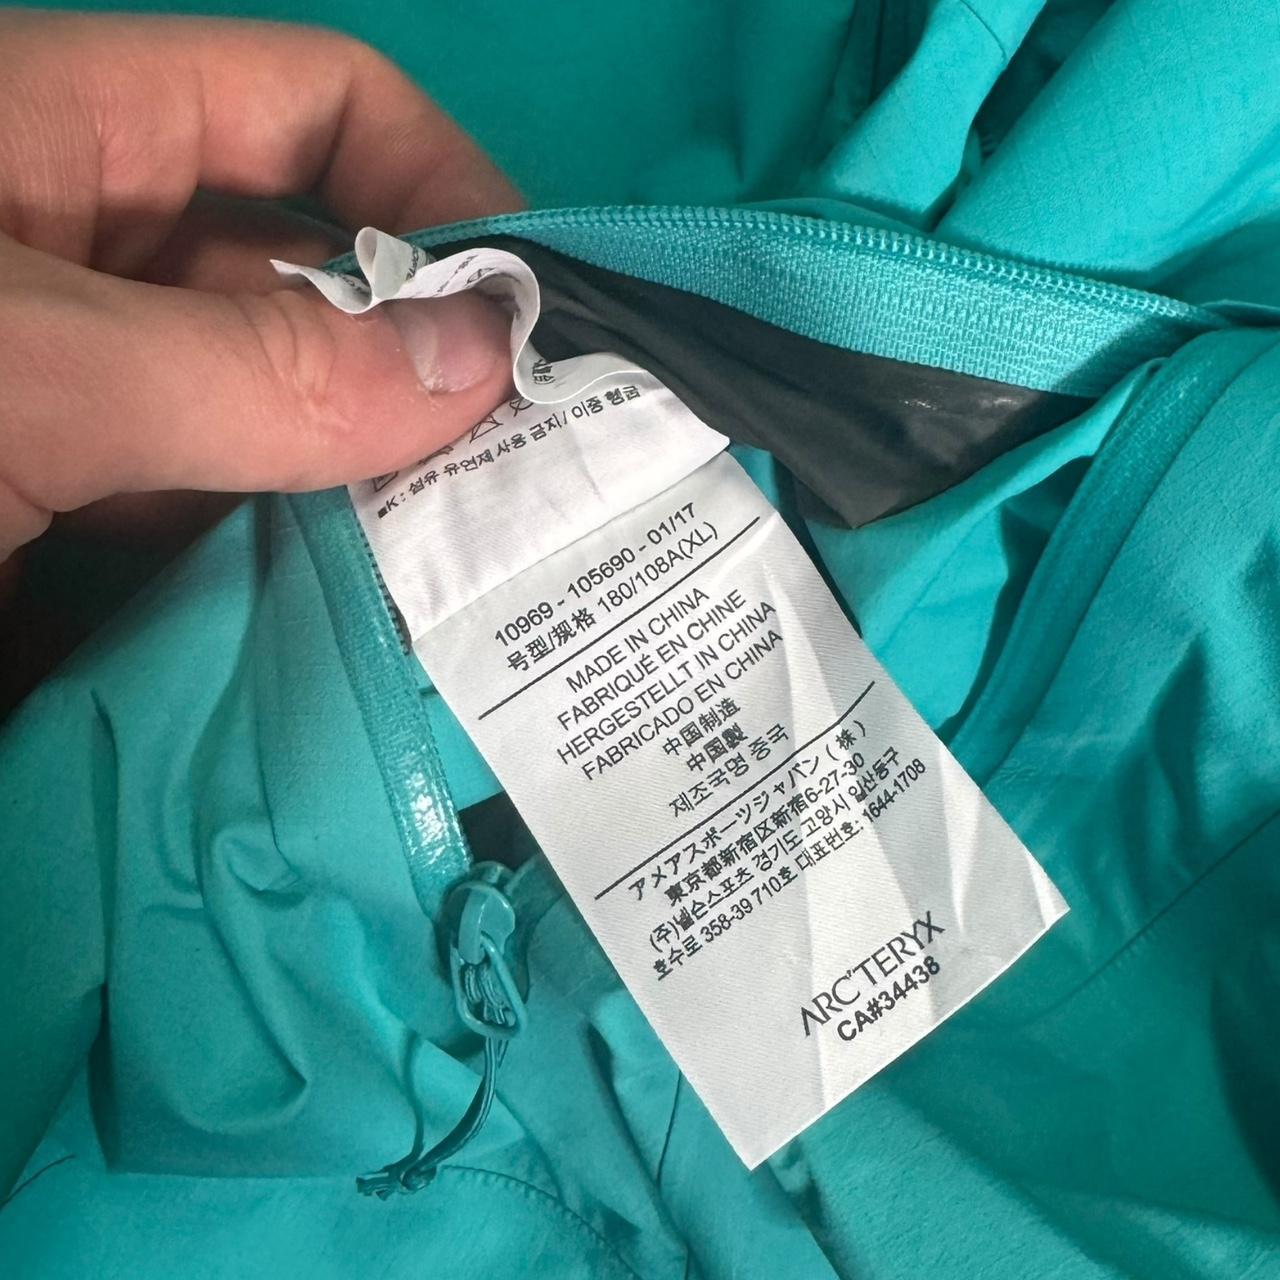 K : 섬유 유연제 사용 금지 / 이중 헹굼
10969 - 105690 - 01/17
号型/规格 180/108A(XL)
MADE IN CHINA
FABRIQUÉ EN CHINE
HERGESTELLT IN CHINA
FABRICADO EN CHINA
中国制造
中国製
제조국명 중국
アメアスポーツジャパン ( 株 )
東京都新宿区新宿6-27-30
(주)넬슨스포츠 경기도 고양시 일산동구
호수로 358-39 710호 대표번호: 1644-1708
ARC'TERYX
CA#34438